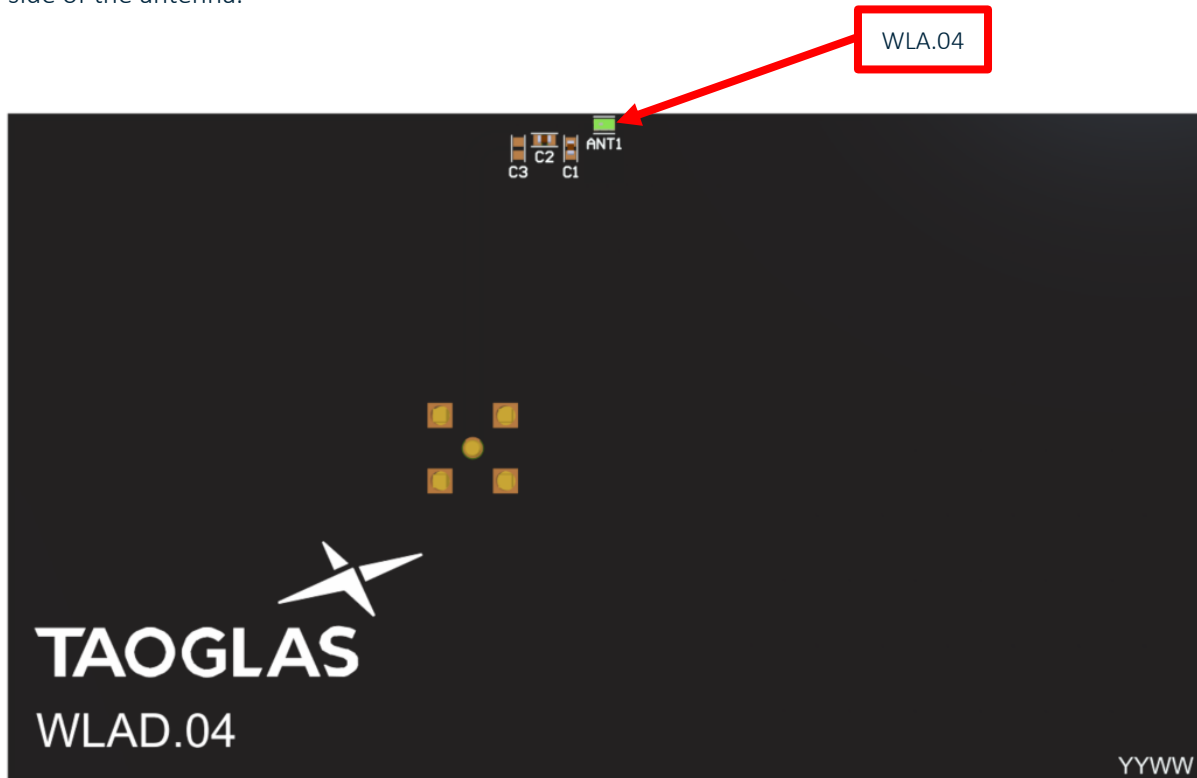 side of the antenna.
WLA.04
ANT1
C2
C3
C1
TAOGLAS
WLAD.04
YYWW